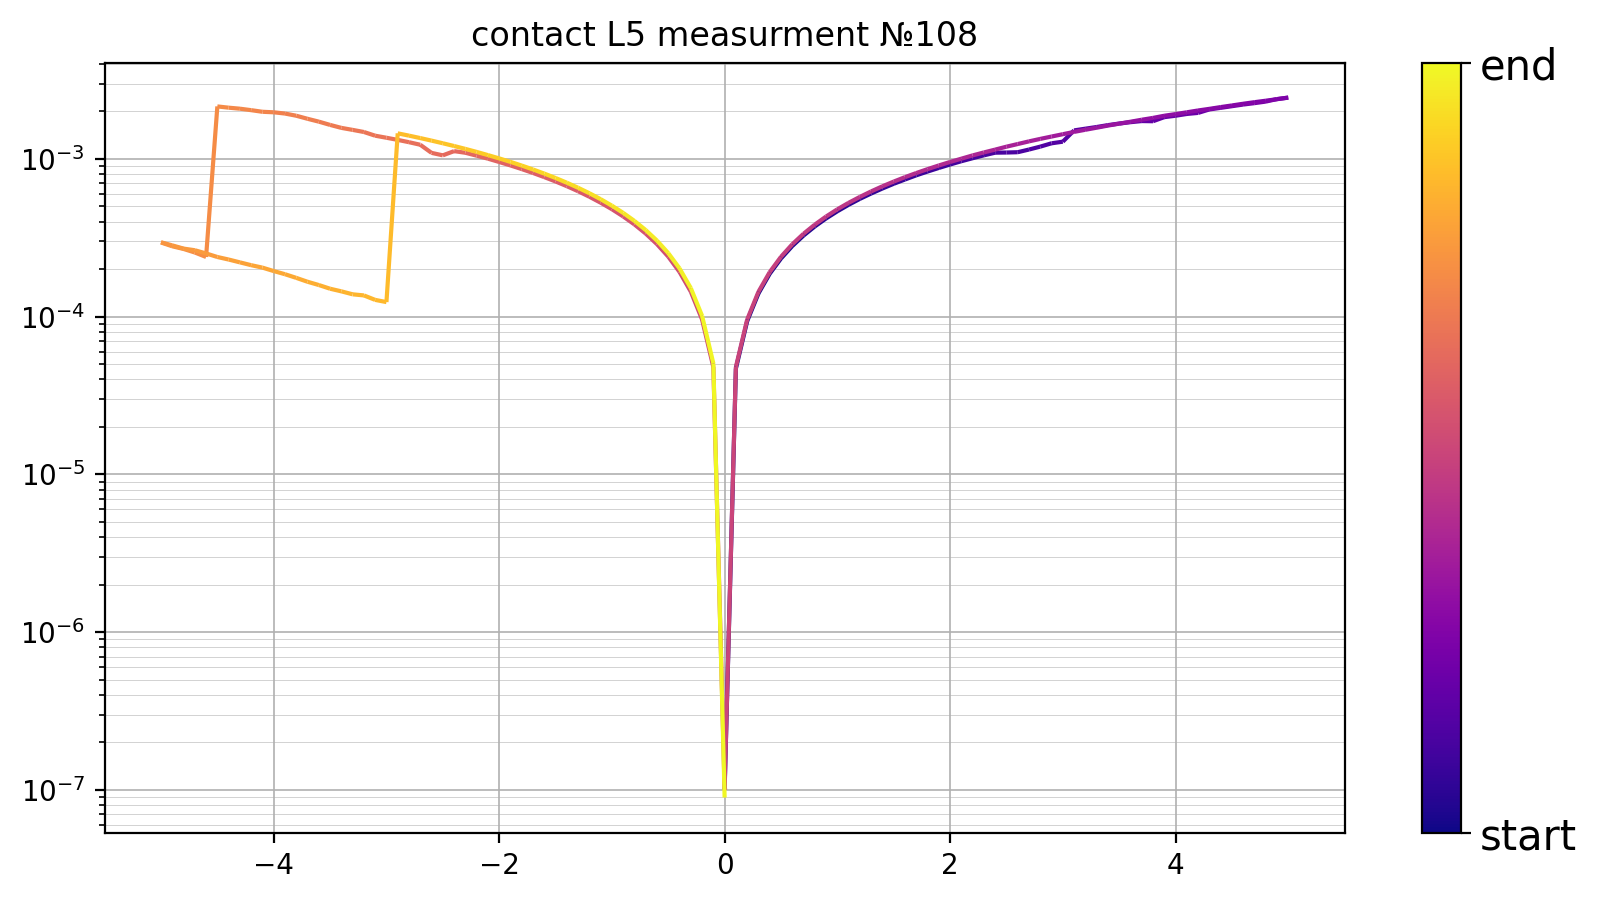 contact L5 measurment №108
end
10⁻³
10⁻⁴
10⁻⁵
10⁻⁶
10⁻⁷
start
−4 −2 0 2 4